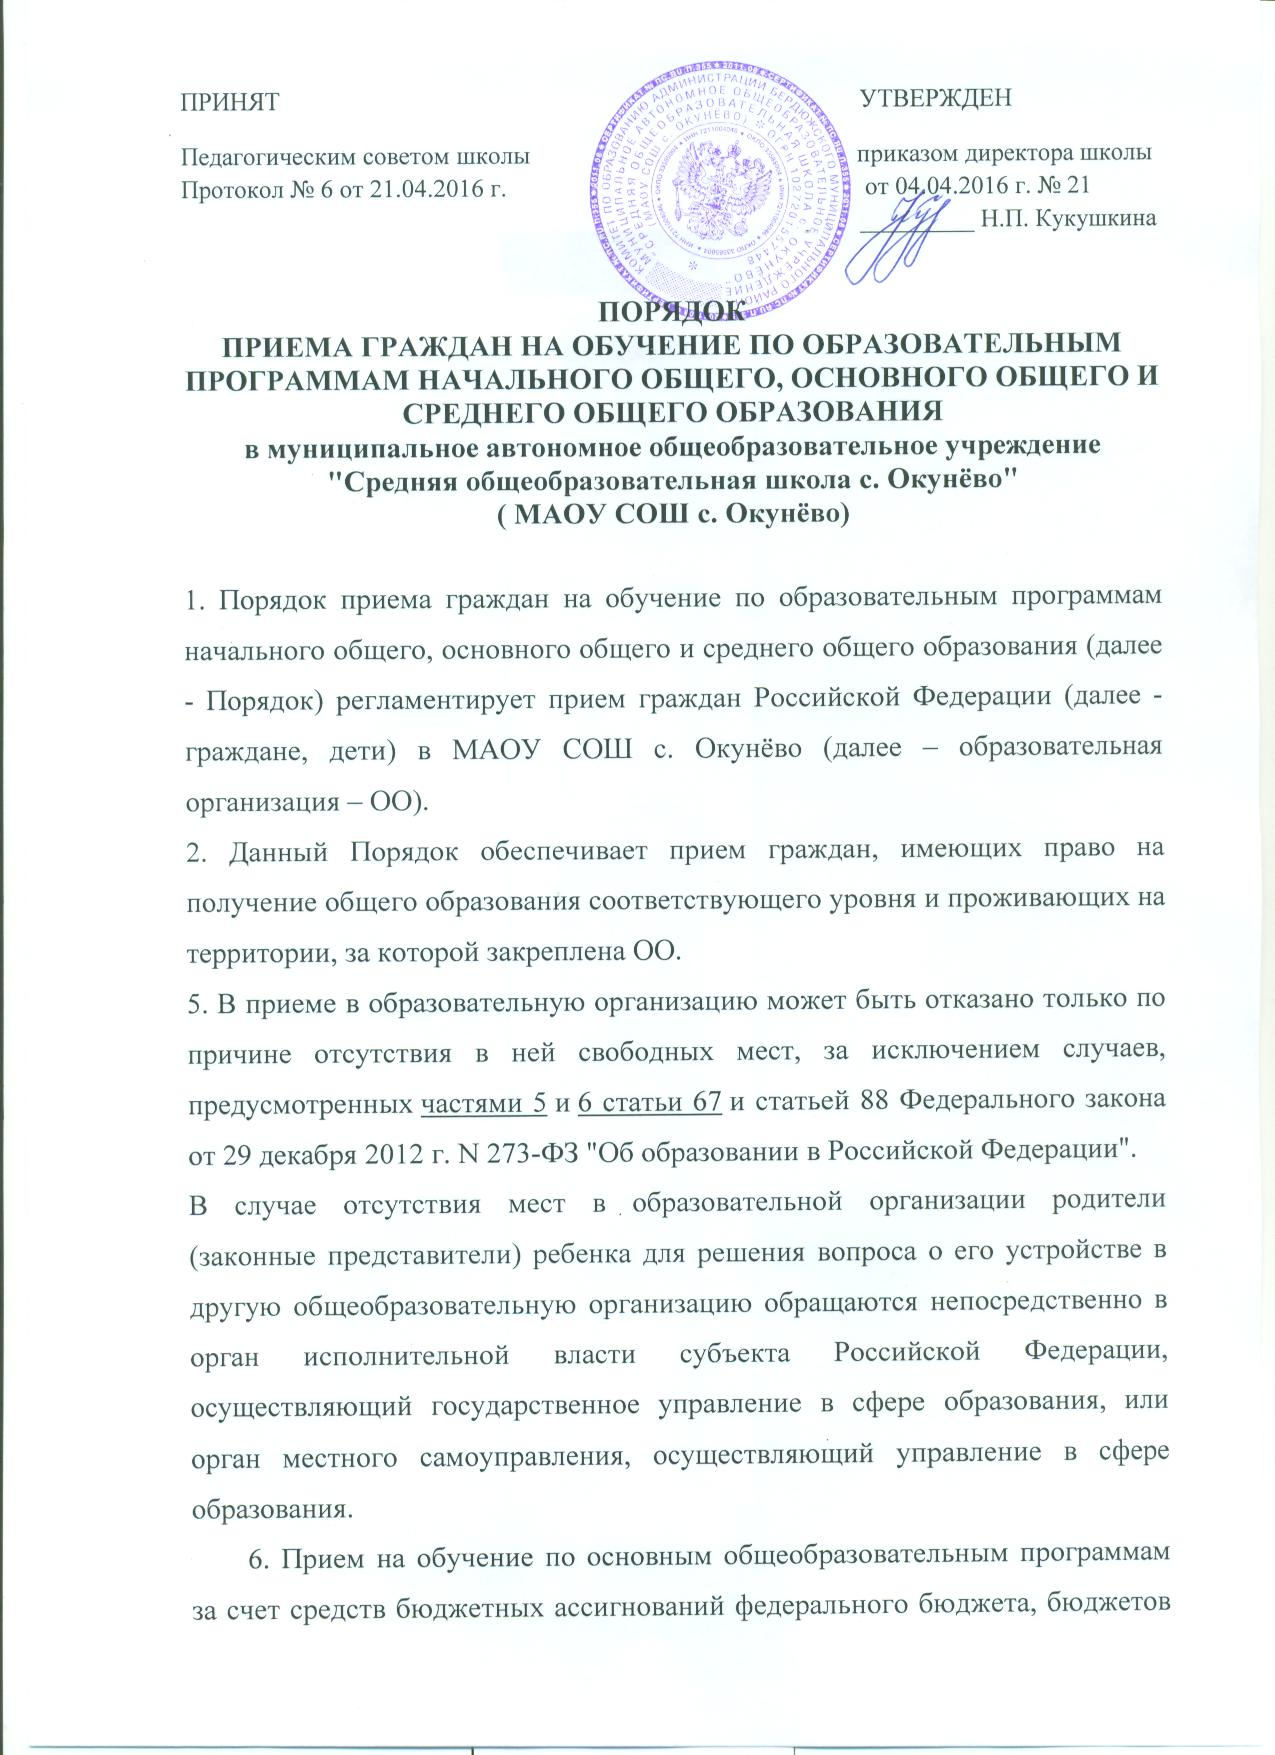 ПРИНЯТ
УТВЕРЖДЕН
Педагогическим советом школы
приказом директора школы
Протокол № 6 от 21.04.2016 г.
от 04.04.2016 г. № 21
Н.П. Кукушкина
ПОРЯДОК
ПРИЕМА ГРАЖДАН НА ОБУЧЕНИЕ ПО ОБРАЗОВАТЕЛЬНЫМ
ПРОГРАММАМ НАЧАЛЬНОГО ОБЩЕГО, ОСНОВНОГО ОБЩЕГО И
СРЕДНЕГО ОБЩЕГО ОБРАЗОВАНИЯ
в муниципальное автономное общеобразовательное учреждение
"Средняя общеобразовательная школа с. Окунёво"
( МАОУ СОШ с. Окунёво)
1. Порядок приема граждан на обучение по образовательным программам
начального общего, основного общего и среднего общего образования (далее
- Порядок) регламентирует прием граждан Российской Федерации (далее -
граждане, дети) в МАОУ СОШ с. Окунёво (далее – образовательная
организация – ОО).
2. Данный Порядок обеспечивает прием граждан, имеющих право на
получение общего образования соответствующего уровня и проживающих на
территории, за которой закреплена ОО.
5. В приеме в образовательную организацию может быть отказано только по
причине отсутствия в ней свободных мест, за исключением случаев,
предусмотренных частями 5 и 6 статьи 67 и статьей 88 Федерального закона
от 29 декабря 2012 г. N 273-ФЗ "Об образовании в Российской Федерации".
В случае отсутствия мест в образовательной организации родители
(законные представители) ребенка для решения вопроса о его устройстве в
другую общеобразовательную организацию обращаются непосредственно в
орган исполнительной власти субъекта Российской Федерации,
осуществляющий государственное управление в сфере образования, или
орган местного самоуправления, осуществляющий управление в сфере
образования.
6. Прием на обучение по основным общеобразовательным программам
за счет средств бюджетных ассигнований федерального бюджета, бюджетов